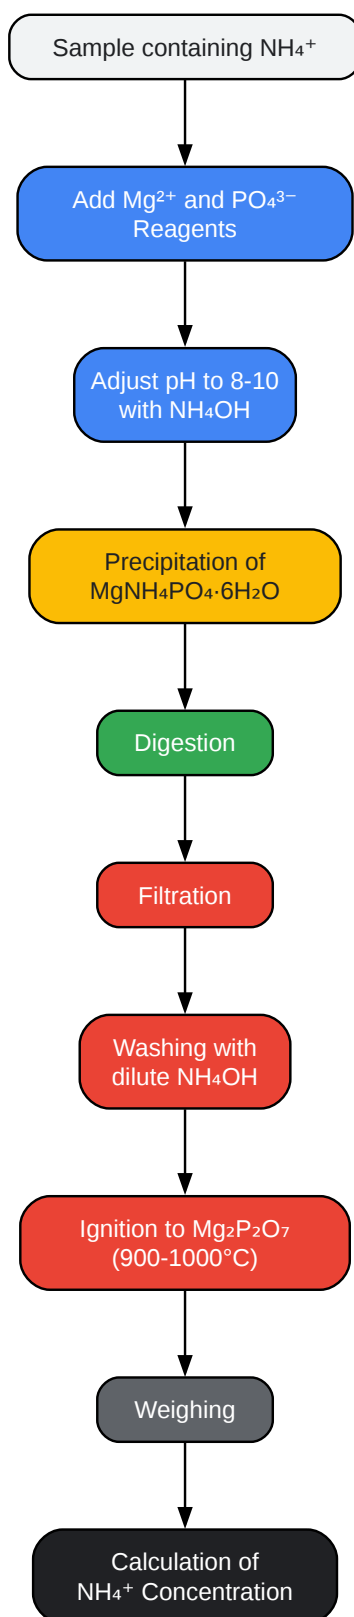 Sample containing NH₄⁺
Add Mg²⁺ and PO₄³⁻
Reagents
Adjust pH to 8-10
with NH₄OH
Precipitation of
MgNH₄PO₄·6H₂O
Digestion
Filtration
Washing with
dilute NH₄OH
Ignition to Mg₂P₂O₇
(900-1000°C)
Weighing
Calculation of
NH₄⁺ Concentration